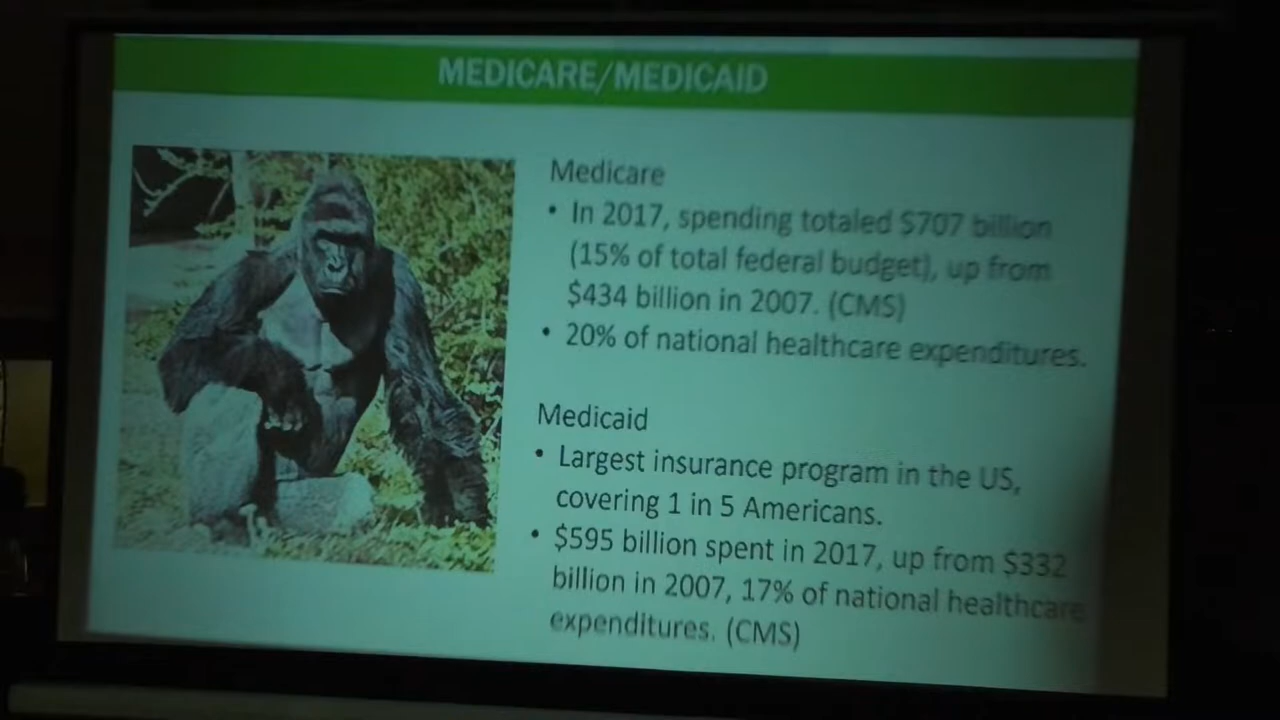 MEDICARE/MEDICAID
Medicare
• In 2017, spending totaled $707 billion
(15% of total federal budget), up from
$434 billion in 2007. (CMS)
• 20% of national healthcare expenditures.
Medicaid
• Largest insurance program in the US,
covering 1 in 5 Americans.
• $595 billion spent in 2017, up from $332
billion in 2007, 17% of national healthcare
expenditures. (CMS)